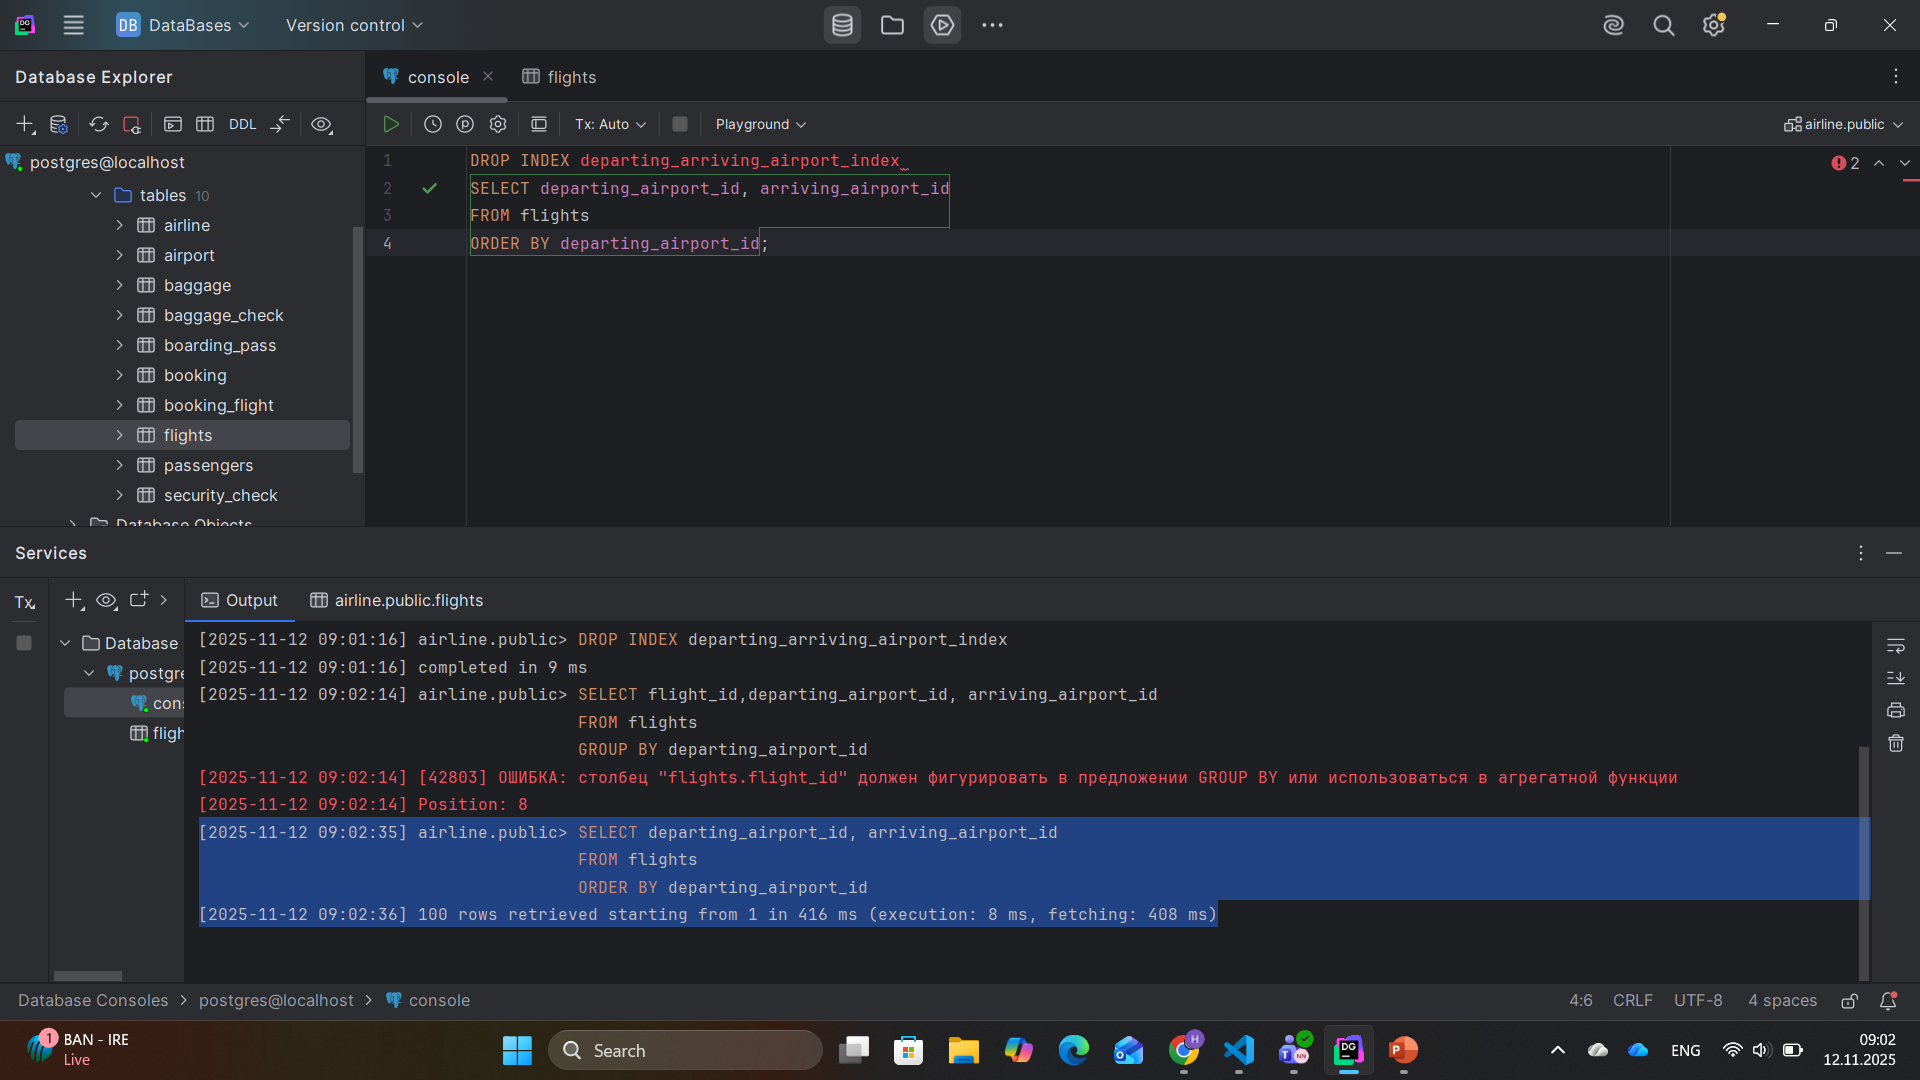 DB DataBases
Version control
Database Explorer
console
flights
DDL
Tx: Auto
Playground
airline.public
postgres@localhost
tables 10
airline
airport
baggage
baggage_check
boarding_pass
booking
booking_flight
flights
passengers
security_check
Database Objects
1 DROP INDEX departing_arriving_airport_index
2 SELECT departing_airport_id, arriving_airport_id
3 FROM flights
4 ORDER BY departing_airport_id;
2
Services
Tx
Output
airline.public.flights
Database
postgre
cons
fligh
[2025-11-12 09:01:16] airline.public> DROP INDEX departing_arriving_airport_index
[2025-11-12 09:01:16] completed in 9 ms
[2025-11-12 09:02:14] airline.public> SELECT flight_id,departing_airport_id, arriving_airport_id
FROM flights
GROUP BY departing_airport_id
[2025-11-12 09:02:14] [42803] ОШИБКА: столбец "flights.flight_id" должен фигурировать в предложении GROUP BY или использоваться в агрегатной функции
[2025-11-12 09:02:14] Position: 8
[2025-11-12 09:02:35] airline.public> SELECT departing_airport_id, arriving_airport_id
FROM flights
ORDER BY departing_airport_id
[2025-11-12 09:02:36] 100 rows retrieved starting from 1 in 416 ms (execution: 8 ms, fetching: 408 ms)
Database Consoles > postgres@localhost > console
4:6 CRLF UTF-8 4 spaces
1
BAN - IRE
Live
Search
ENG
09:02
12.11.2025